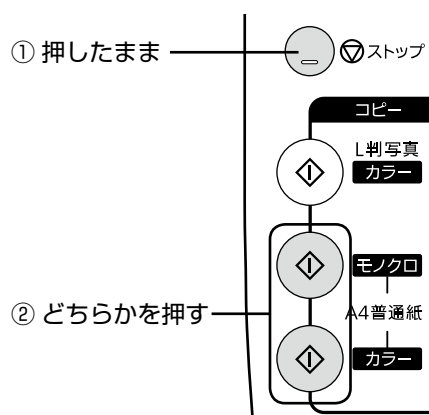 ① 押したまま
ストップ
コピー
L判写真
カラー
モノクロ
② どちらかを押す
A4普通紙
カラー